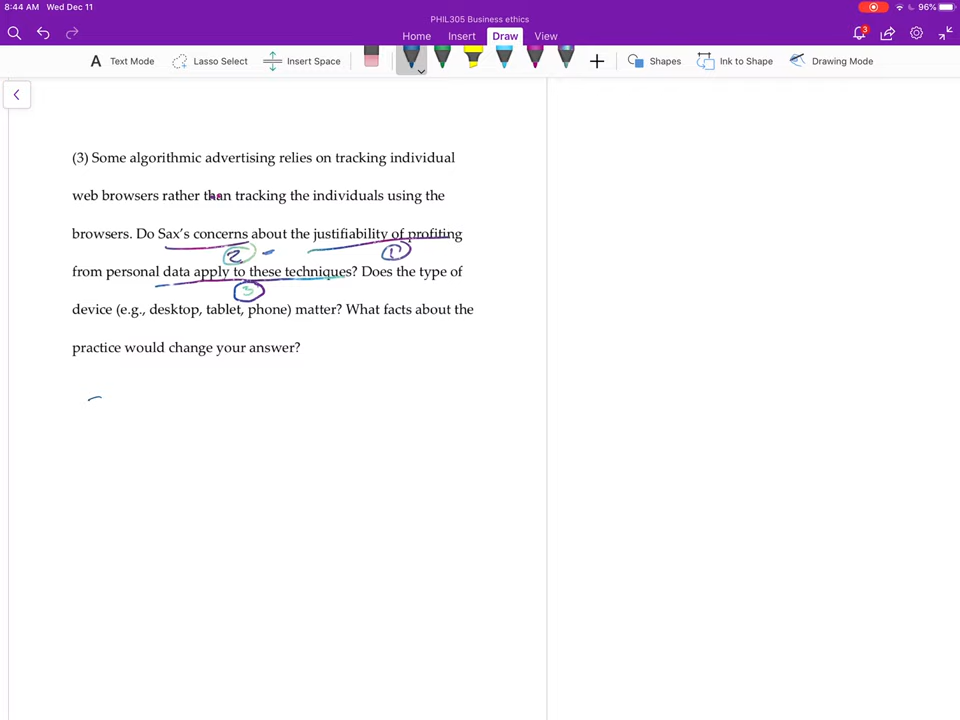 8:44 AM Wed Dec 11
96%
PHIL305 Business ethics
Home Insert Draw View
3
Text Mode Lasso Select Insert Space Shapes Ink to Shape Drawing Mode
(3) Some algorithmic advertising relies on tracking individual
web browsers rather than tracking the individuals using the
browsers. Do Sax's concerns about the justifiability of profiting
2 1
from personal data apply to these techniques? Does the type of
3
device (e.g., desktop, tablet, phone) matter? What facts about the
practice would change your answer?